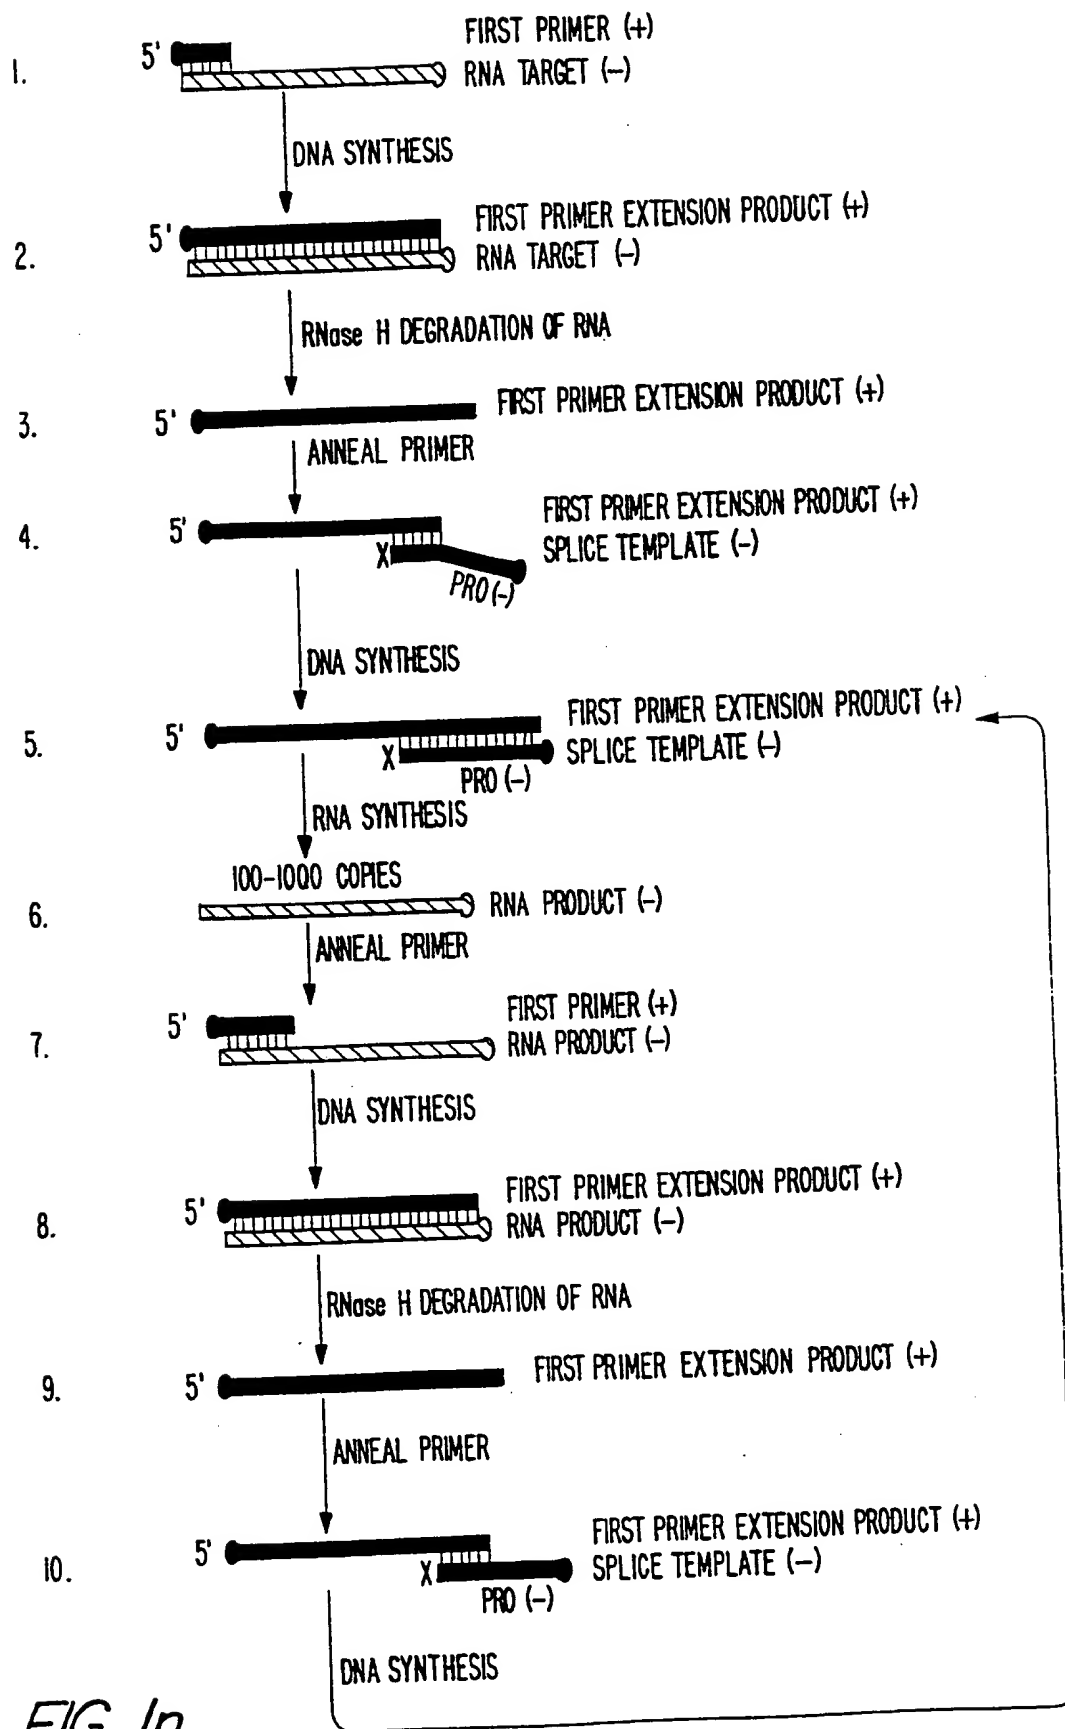 FIRST PRIMER (+)
5'
1.
RNA TARGET (-)
DNA SYNTHESIS
FIRST PRIMER EXTENSION PRODUCT (+)
5'
2.
RNA TARGET (-)
RNase H DEGRADATION OF RNA
FIRST PRIMER EXTENSION PRODUCT (+)
3.
5'
ANNEAL PRIMER
FIRST PRIMER EXTENSION PRODUCT (+)
5'
4.
SPLICE TEMPLATE (-)
X
PRO (-)
DNA SYNTHESIS
FIRST PRIMER EXTENSION PRODUCT (+)
5'
5.
SPLICE TEMPLATE (-)
X
PRO (-)
RNA SYNTHESIS
100-1000 COPIES
6.
RNA PRODUCT (-)
ANNEAL PRIMER
FIRST PRIMER (+)
5'
7.
RNA PRODUCT (-)
DNA SYNTHESIS
FIRST PRIMER EXTENSION PRODUCT (+)
5'
8.
RNA PRODUCT (-)
RNase H DEGRADATION OF RNA
FIRST PRIMER EXTENSION PRODUCT (+)
9.
5'
ANNEAL PRIMER
FIRST PRIMER EXTENSION PRODUCT (+)
5'
10.
SPLICE TEMPLATE (-)
X
PRO (-)
DNA SYNTHESIS
FIG. 1n